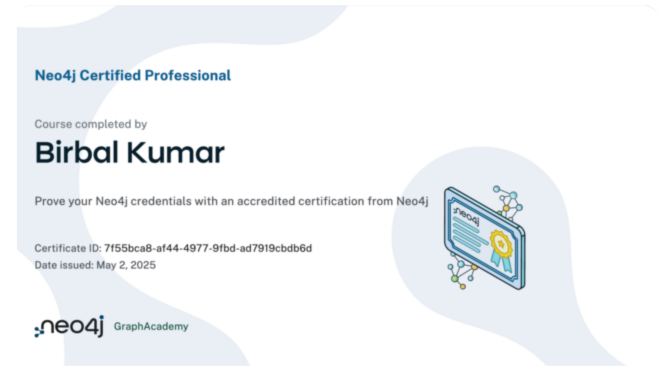 Neo4j Certified Professional
Course completed by
Birbal Kumar
Prove your Neo4j credentials with an accredited certification from Neo4j
neo4j
Certificate ID: 7f55bca8-af44-4977-9fbd-ad7919cbdb6d
Date issued: May 2, 2025
neo4j GraphAcademy